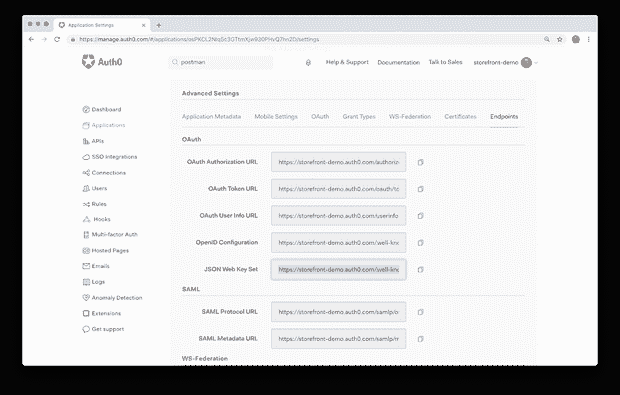 Application Settings
https://manage.auth0.com/#/applications/
Auth0
postman
Help & Support
Documentation
Talk to Sales
storefront-demo
Dashboard
Applications
APIs
SSO Integrations
Connections
Users
Rules
Hooks
Multi-factor Auth
Hosted Pages
Emails
Logs
Anomaly Detection
Extensions
Get support
Advanced Settings
Application Metadata
Mobile Settings
OAuth
Grant Types
WS-Federation
Certificates
Endpoints
OAuth
OAuth Authorization URL https://storefront-demo.auth0.com/authoriz
OAuth Token URL https://storefront-demo.auth0.com/oauth/to
OAuth User Info URL https://storefront-demo.auth0.com/userinfo
OpenID Configuration https://storefront-demo.auth0.com/.well-kno
JSON Web Key Set https://storefront-demo.auth0.com/.well-kno
SAML
SAML Protocol URL https://storefront-demo.auth0.com/samlp/o
SAML Metadata URL https://storefront-demo.auth0.com/samlp/m
WS-Federation